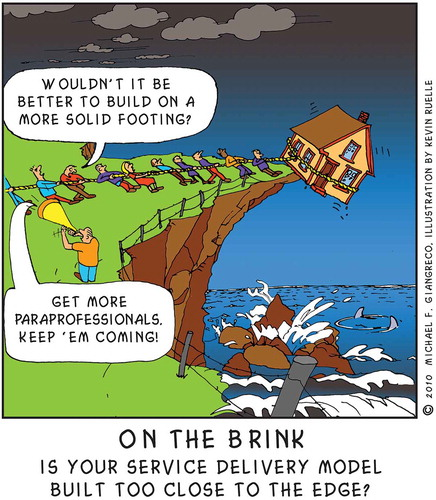 WOULDN'T IT BE
BETTER TO BUILD ON A
MORE SOLID FOOTING?
GET MORE
PARAPROFESSIONALS.
KEEP 'EM COMING!
© 2010 MICHAEL F. GIANGRECO, ILLUSTRATION BY KEVIN RUELLE
ON THE BRINK
IS YOUR SERVICE DELIVERY MODEL
BUILT TOO CLOSE TO THE EDGE?